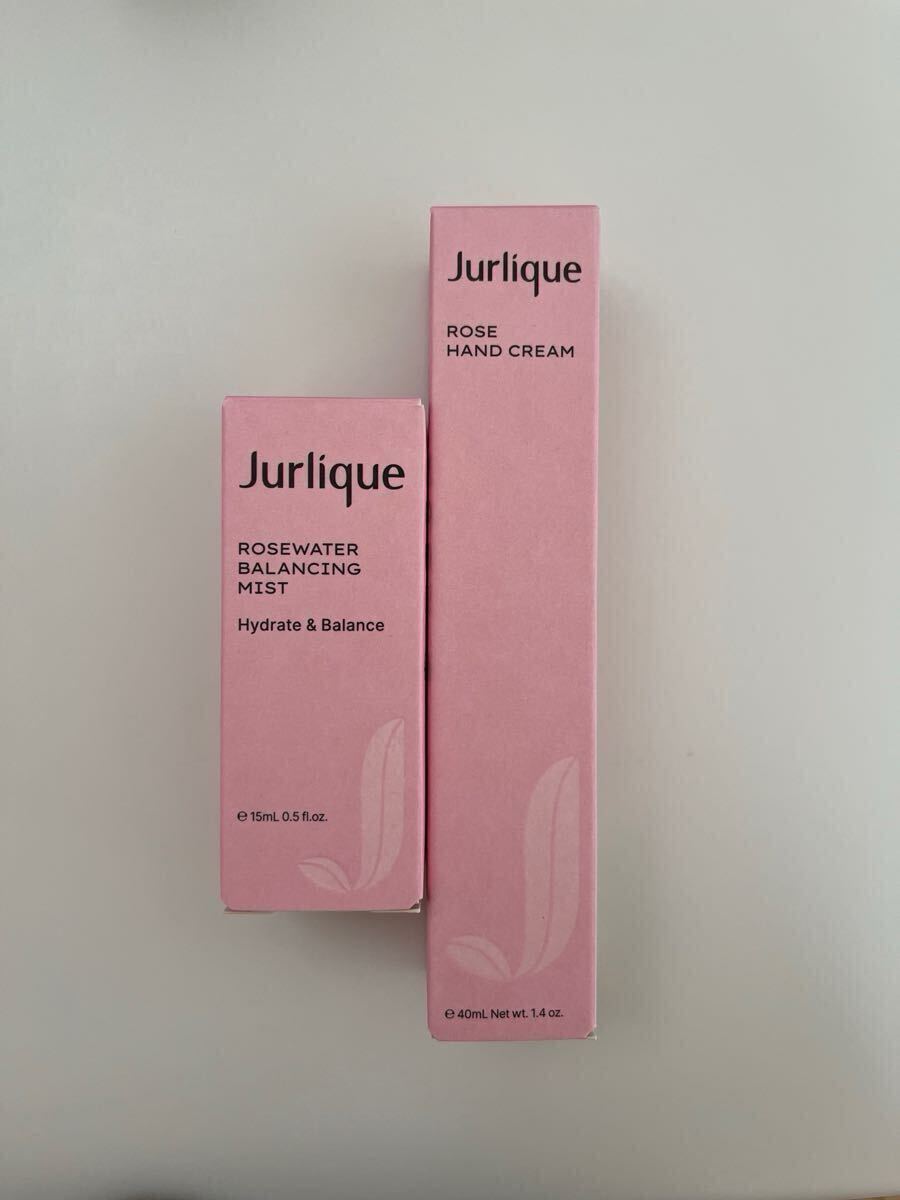 Jurlique
ROSEWATER
BALANCING
MIST
Hydrate & Balance
℮ 15mL 0.5 fl.oz.
Jurlique
ROSE
HAND CREAM
℮ 40mL Net wt. 1.4 oz.